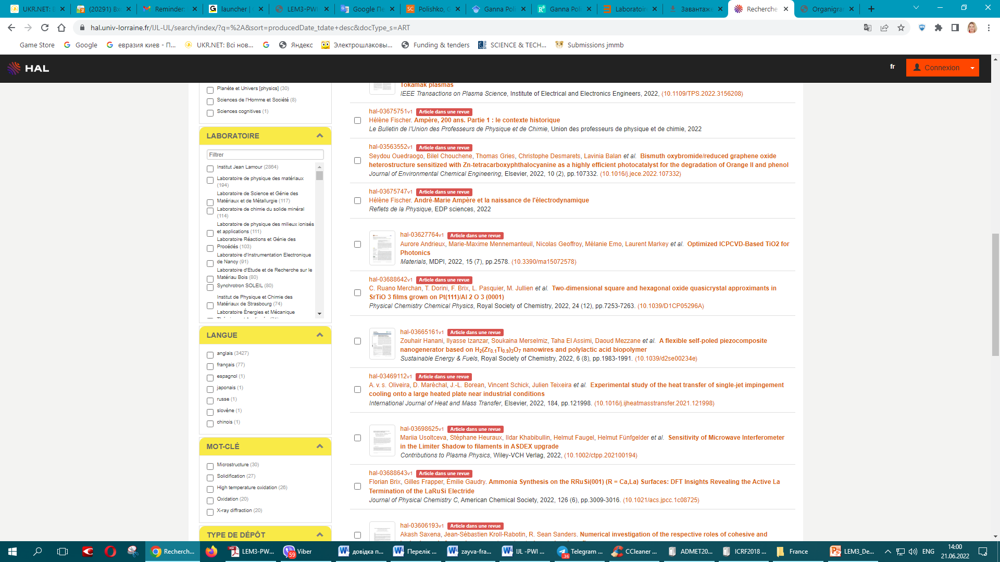 UKR.NET: B
(20291) Вх
Reminder:
launcher |
LEM3-PW
Google Пе
Polishko, G
Ganna Pol
Ganna Pol
Laboratoir
Завантаже
Recherche
Organigra
hal.univ-lorraine.fr/IJL-UL/search/index/?q=%2A&sort=producedDate_tdate+desc&docType_s=ART
Game Store
Google
евразия киев - П...
UKR.NET: Всі нов...
Яндекс
Электрошлаковы...
Funding & tenders
SCIENCE & TECH...
Submissions jmmb
HAL
fr
Connexion
Planète et Univers [physics] (30)
Sciences de l'Homme et Société (8)
Sciences cognitives (1)
LABORATOIRE
Filtrer
Institut Jean Lamour (2864)
Laboratoire de physique des matériaux
(194)
Laboratoire de Science et Génie des
Matériaux et de Métallurgie (117)
Laboratoire de chimie du solide minéral
(114)
Laboratoire de physique des milieux ionisés
et applications (111)
Laboratoire Réactions et Génie des
Procédés (103)
Laboratoire d'Instrumentation Electronique
de Nancy (91)
Laboratoire d'Etude et de Recherche sur le
Matériau Bois (80)
Synchrotron SOLEIL (80)
Institut de Physique et Chimie des
Matériaux de Strasbourg (74)
Laboratoire Énergies et Mécanique
LANGUE
anglais (3427)
français (77)
espagnol (1)
japonais (1)
russe (1)
slovène (1)
chinois (1)
MOT-CLÉ
Microstructure (30)
Solidification (27)
High temperature oxidation (26)
Oxidation (20)
X-ray diffraction (20)
TYPE DE DÉPÔT
Tokamak plasmas
IEEE Transactions on Plasma Science, Institute of Electrical and Electronics Engineers, 2022, (10.1109/TPS.2022.3156208)
hal-03675751v1 Article dans une revue
Hélène Fischer. Ampère, 200 ans. Partie 1 : le contexte historique
Le Bulletin de l'Union des Professeurs de Physique et de Chimie, Union des professeurs de physique et de chimie, 2022
hal-03563552v1 Article dans une revue
Seydou Ouedraogo, Bilel Chouchene, Thomas Gries, Christophe Desmarets, Lavinia Balan et al. Bismuth oxybromide/reduced graphene oxide
heterostructure sensitized with Zn-tetracarboxyphthalocyanine as a highly efficient photocatalyst for the degradation of Orange II and phenol
Journal of Environmental Chemical Engineering, Elsevier, 2022, 10 (2), pp.107332. (10.1016/j.jece.2022.107332)
hal-03675747v1 Article dans une revue
Hélène Fischer. André-Marie Ampère et la naissance de l'électrodynamique
Reflets de la Physique, EDP sciences, 2022
hal-03627764v1 Article dans une revue
Aurore Andrieux, Marie-Maxime Mennemanteuil, Nicolas Geoffroy, Mélanie Emo, Laurent Markey et al. Optimized ICPCVD-Based TiO2 for
Photonics
Materials, MDPI, 2022, 15 (7), pp.2578. (10.3390/ma15072578)
hal-03688642v1 Article dans une revue
C. Ruano Merchan, T. Dorini, F. Brix, L. Pasquier, M. Jullien et al. Two-dimensional square and hexagonal oxide quasicrystal approximants in
SrTiO 3 films grown on Pt(111)/Al 2 O 3 (0001)
Physical Chemistry Chemical Physics, Royal Society of Chemistry, 2022, 24 (12), pp.7253-7263. (10.1039/D1CP05296A)
hal-03665161v1 Article dans une revue
Zouhair Hanani, Ilyasse Izanzar, Soukaina Merselmiz, Taha El Assimi, Daoud Mezzane et al. A flexible self-poled piezocomposite
nanogenerator based on H2(Zr0.1Ti0.9)3O7 nanowires and polylactic acid biopolymer
Sustainable Energy & Fuels, Royal Society of Chemistry, 2022, 6 (8), pp.1983-1991. (10.1039/d2se00234e)
hal-03469112v1 Article dans une revue
A. v. s. Oliveira, D. Maréchal, J.-L. Borean, Vincent Schick, Julien Teixeira et al. Experimental study of the heat transfer of single-jet impingement
cooling onto a large heated plate near industrial conditions
International Journal of Heat and Mass Transfer, Elsevier, 2022, 184, pp.121998. (10.1016/j.ijheatmasstransfer.2021.121998)
hal-03698625v1 Article dans une revue
Mariia Usoltceva, Stéphane Heuraux, Ildar Khabibullin, Helmut Faugel, Helmut Fünfgelder et al. Sensitivity of Microwave Interferometer
in the Limiter Shadow to filaments in ASDEX upgrade
Contributions to Plasma Physics, Wiley-VCH Verlag, 2022, (10.1002/ctpp.202100194)
hal-03688643v1 Article dans une revue
Florian Brix, Gilles Frapper, Émilie Gaudry. Ammonia Synthesis on the RRuSi(001) (R = Ca,La) Surfaces: DFT Insights Revealing the Active La
Termination of the LaRuSi Electride
Journal of Physical Chemistry C, American Chemical Society, 2022, 126 (6), pp.3009-3016. (10.1021/acs.jpcc.1c08725)
hal-03606193v1 Article dans une revue
Akash Saxena, Jean-Sébastien Kroll-Rabotin, R. Sean Sanders. Numerical investigation of the respective roles of cohesive and
Recherch...
LEM3-PW...
59
Viber
довідка п...
Перелік ...
zayva-fra...
IJL -PWI ...
.36
Telegram ...
CCleaner ...
ADMET20...
ICRF2018 ...
France
LEM3_De...
ENG
14:00
21.06.2022